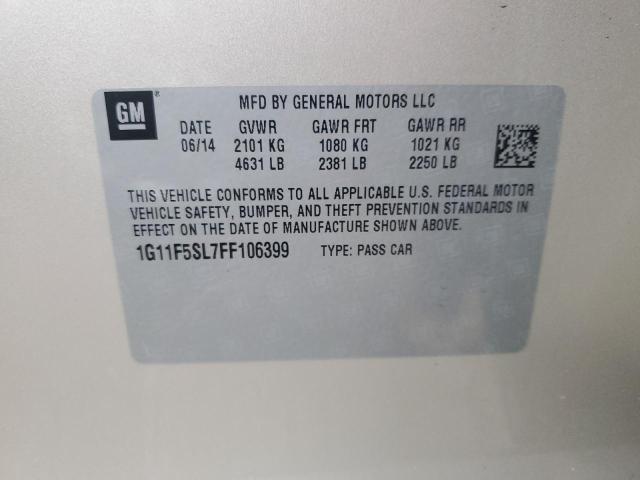 GM®
MFD BY GENERAL MOTORS LLC
DATE GVWR GAWR FRT GAWR RR
06/14 2101 KG 1080 KG 1021 KG
4631 LB 2381 LB 2250 LB
THIS VEHICLE CONFORMS TO ALL APPLICABLE U.S. FEDERAL MOTOR
VEHICLE SAFETY, BUMPER, AND THEFT PREVENTION STANDARDS IN
EFFECT ON THE DATE OF MANUFACTURE SHOWN ABOVE.
1G11F5SL7FF106399 TYPE: PASS CAR